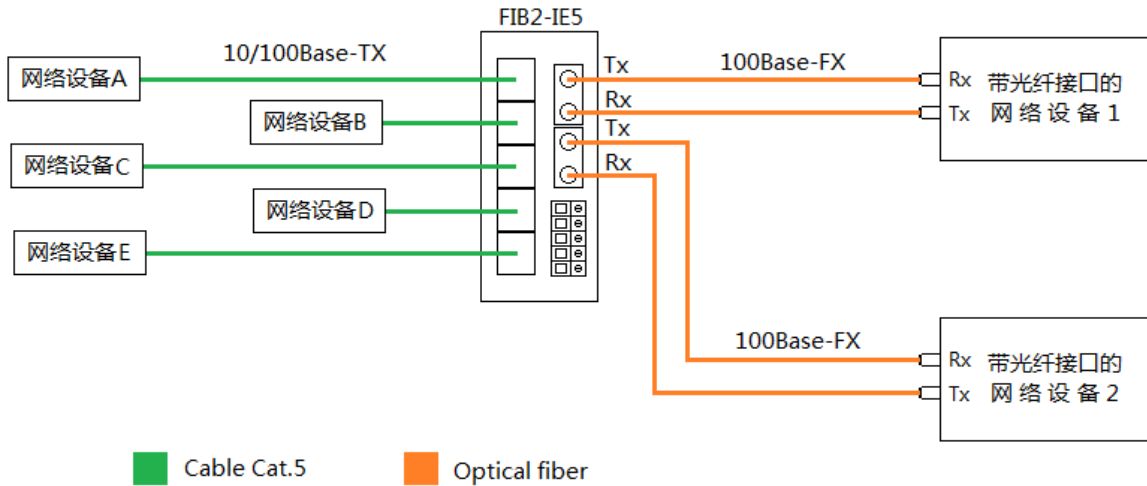 FIB2-IE5
10/100Base-TX
网络设备A
网络设备B
网络设备C
网络设备D
网络设备E
Tx
Rx
Tx
Rx
100Base-FX
Rx
Tx
带光纤接口的
网络设备1
100Base-FX
Rx
Tx
带光纤接口的
网络设备2
Cable Cat.5
Optical fiber